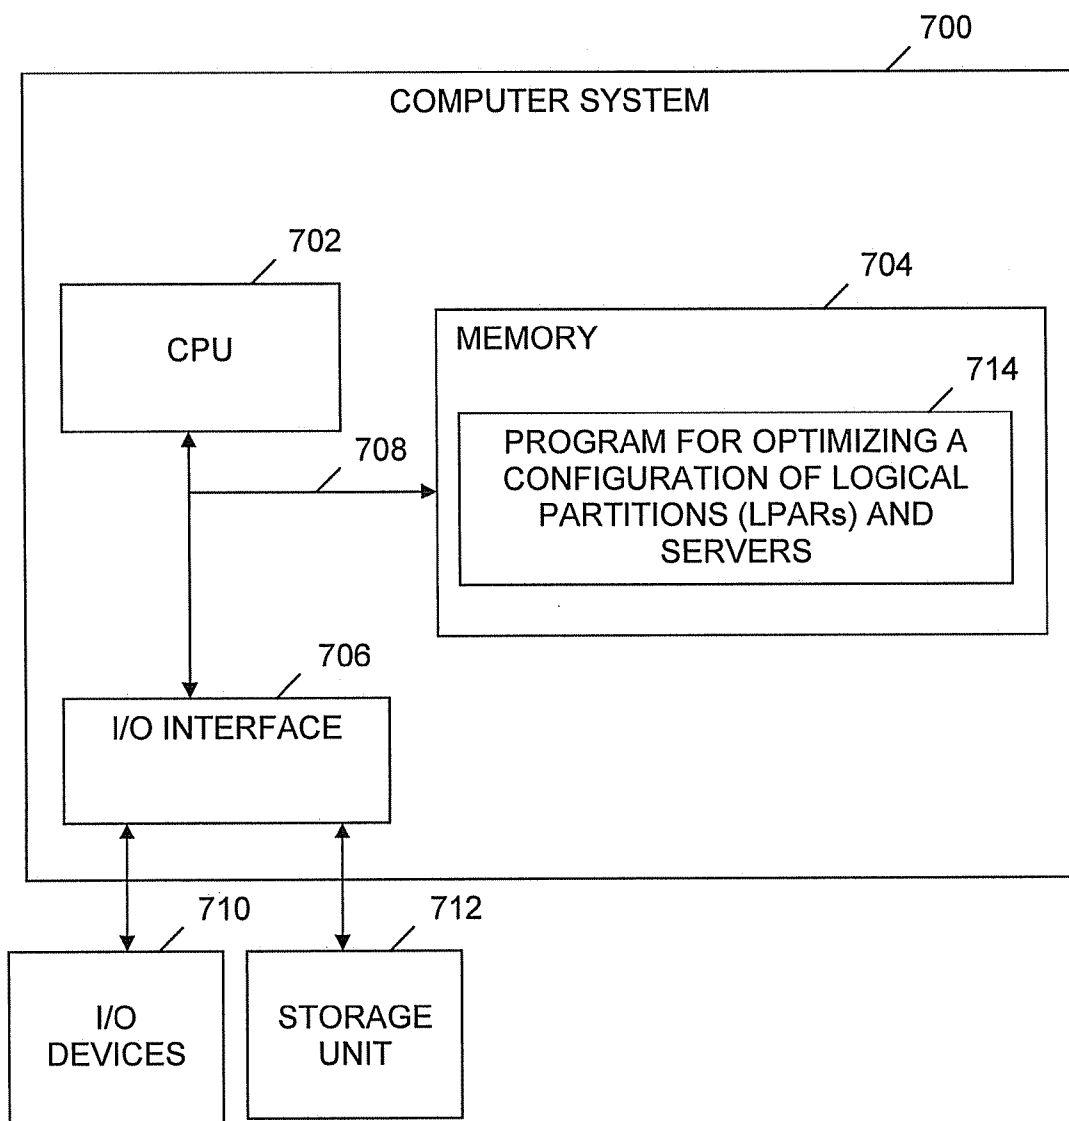 700
COMPUTER SYSTEM
702
CPU
704
MEMORY
714
PROGRAM FOR OPTIMIZING A
CONFIGURATION OF LOGICAL
PARTITIONS (LPARs) AND
SERVERS
708
706
I/O INTERFACE
710
I/O
DEVICES
712
STORAGE
UNIT